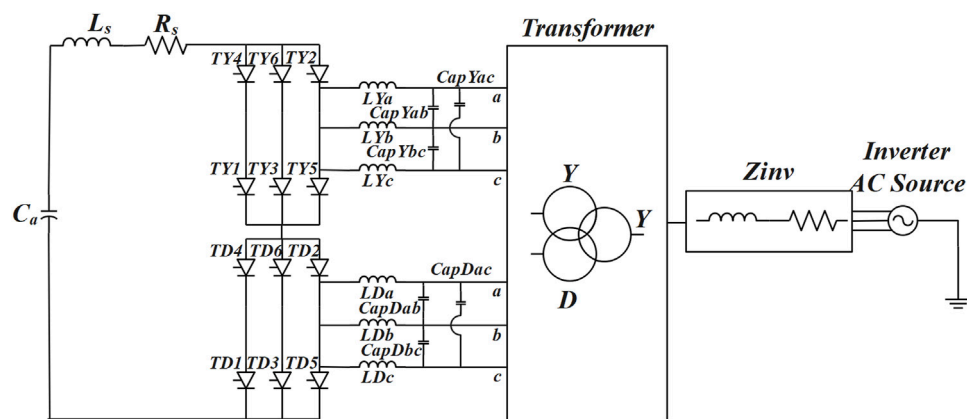 Transformer
Ls Rs
TY4 TY6 TY2
CapYac
LYa
a
CapYab
LYb
b
CapYbc
TY1 TY3 TY5
LYc
c
Ca
Y
Y
D
Zinv
Inverter
AC Source
TD4 TD6 TD2
CapDac
LDa
a
CapDab
LDb
b
CapDbc
TD1 TD3 TD5
LDc
c